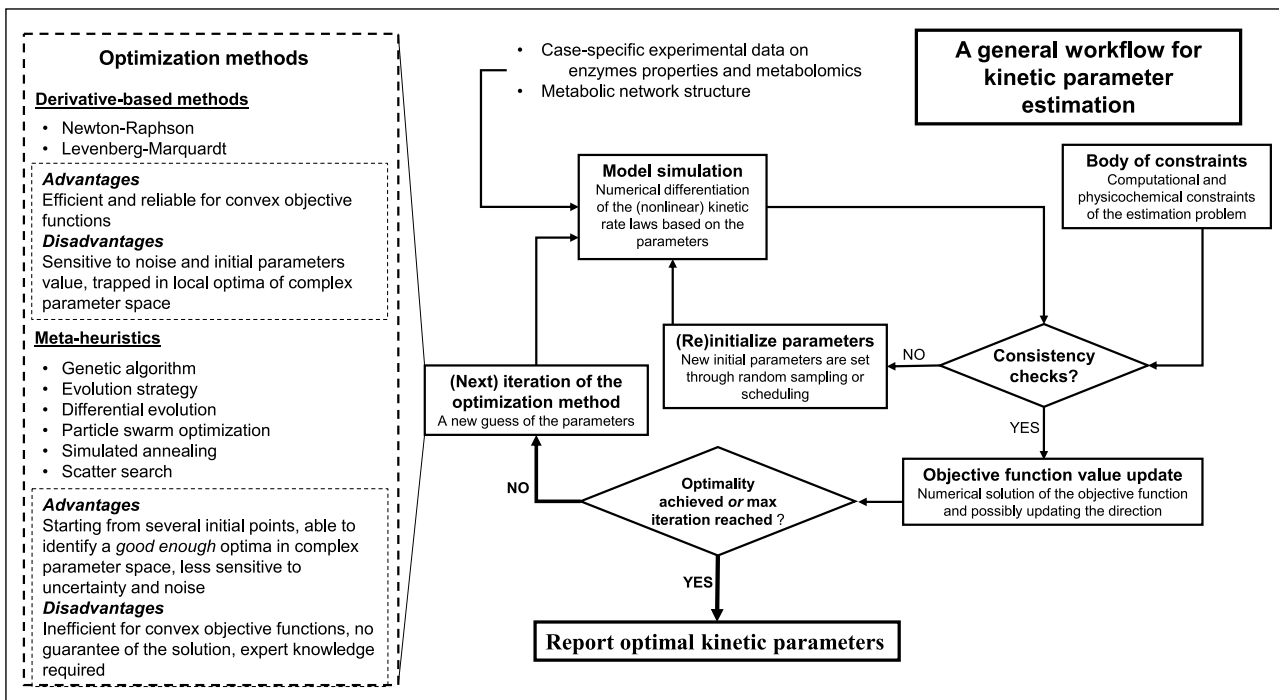 Optimization methods
Derivative-based methods
• Newton-Raphson
• Levenberg-Marquardt
Advantages
Efficient and reliable for convex objective
functions
Disadvantages
Sensitive to noise and initial parameters
value, trapped in local optima of complex
parameter space
Meta-heuristics
• Genetic algorithm
• Evolution strategy
• Differential evolution
• Particle swarm optimization
• Simulated annealing
• Scatter search
Advantages
Starting from several initial points, able to
identify a good enough optima in complex
parameter space, less sensitive to
uncertainty and noise
Disadvantages
Inefficient for convex objective functions, no
guarantee of the solution, expert knowledge
required
• Case-specific experimental data on
enzymes properties and metabolomics
• Metabolic network structure
A general workflow for
kinetic parameter
estimation
Model simulation
Numerical differentiation
of the (nonlinear) kinetic
rate laws based on the
parameters
Body of constraints
Computational and
physicochemical constraints
of the estimation problem
(Re)initialize parameters
New initial parameters are set
through random sampling or
scheduling
NO
Consistency
checks?
YES
(Next) iteration of the
optimization method
A new guess of the parameters
NO
Optimality
achieved or max
iteration reached ?
YES
Objective function value update
Numerical solution of the objective function
and possibly updating the direction
Report optimal kinetic parameters